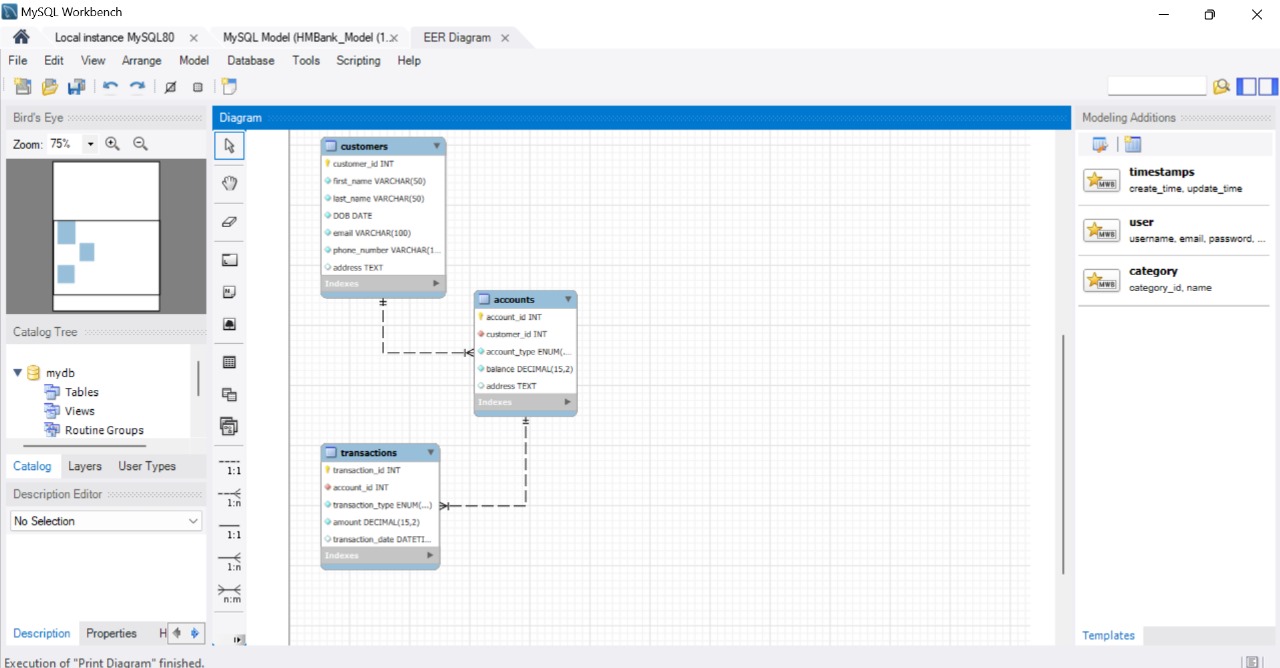 MySQL Workbench
Local instance MySQL80 ×
MySQL Model (HMBank_Model (1. ×
EER Diagram ×
File Edit View Arrange Model Database Tools Scripting Help
Bird's Eye
Zoom: 75%
Catalog Tree
mydb
Tables
Views
Routine Groups
Catalog Layers User Types
Description Editor
No Selection
Description Properties H
Diagram
1:1
1:n
1:1
1:n
n:m
customers
customer_id INT
first_name VARCHAR(50)
last_name VARCHAR(50)
DOB DATE
email VARCHAR(100)
phone_number VARCHAR(1...
address TEXT
Indexes
accounts
account_id INT
customer_id INT
account_type ENUM(...
balance DECIMAL(15,2)
address TEXT
Indexes
transactions
transaction_id INT
account_id INT
transaction_type ENUM(...)
amount DECIMAL(15,2)
transaction_date DATETI...
Indexes
Modeling Additions
MWB
timestamps
create_time, update_time
MWB
user
username, email, password, ...
MWB
category
category_id, name
Templates
Execution of "Print Diagram" finished.